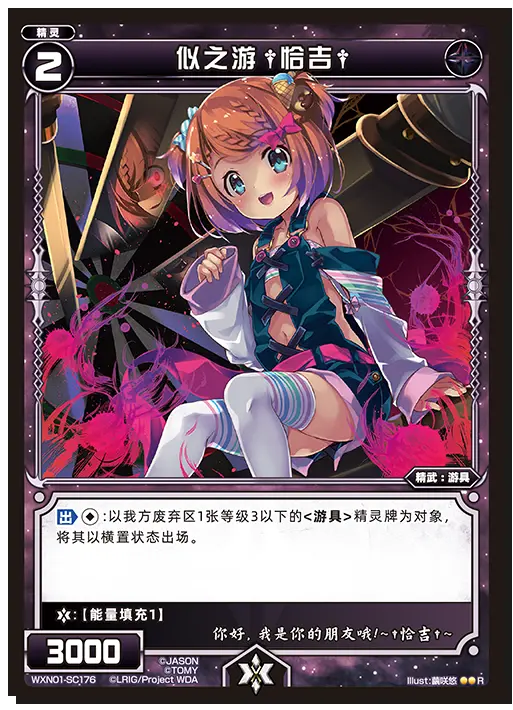 精灵
2
似之游 †恰吉†
精武：游具
出 ◆:以我方废弃区1张等级3以下的<游具>精灵牌为对象，
将其以横置状态出场。
:【能量填充1】
你好,我是你的朋友哦!~†恰吉†~
3000
©JASON
©TOMY
WXN01-SC176 ©LRIG/Project WDA
Illust:繭咲悠 R